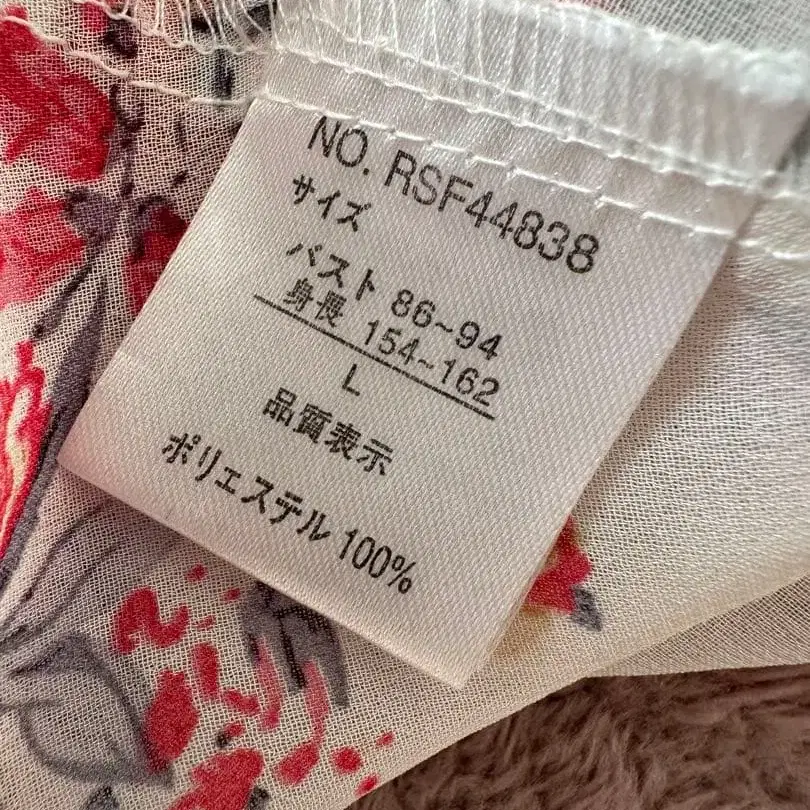 NO. RSF44838
サイズ
バスト 86~94
身長 154~162
L
品質表示
ポリエステル 100%